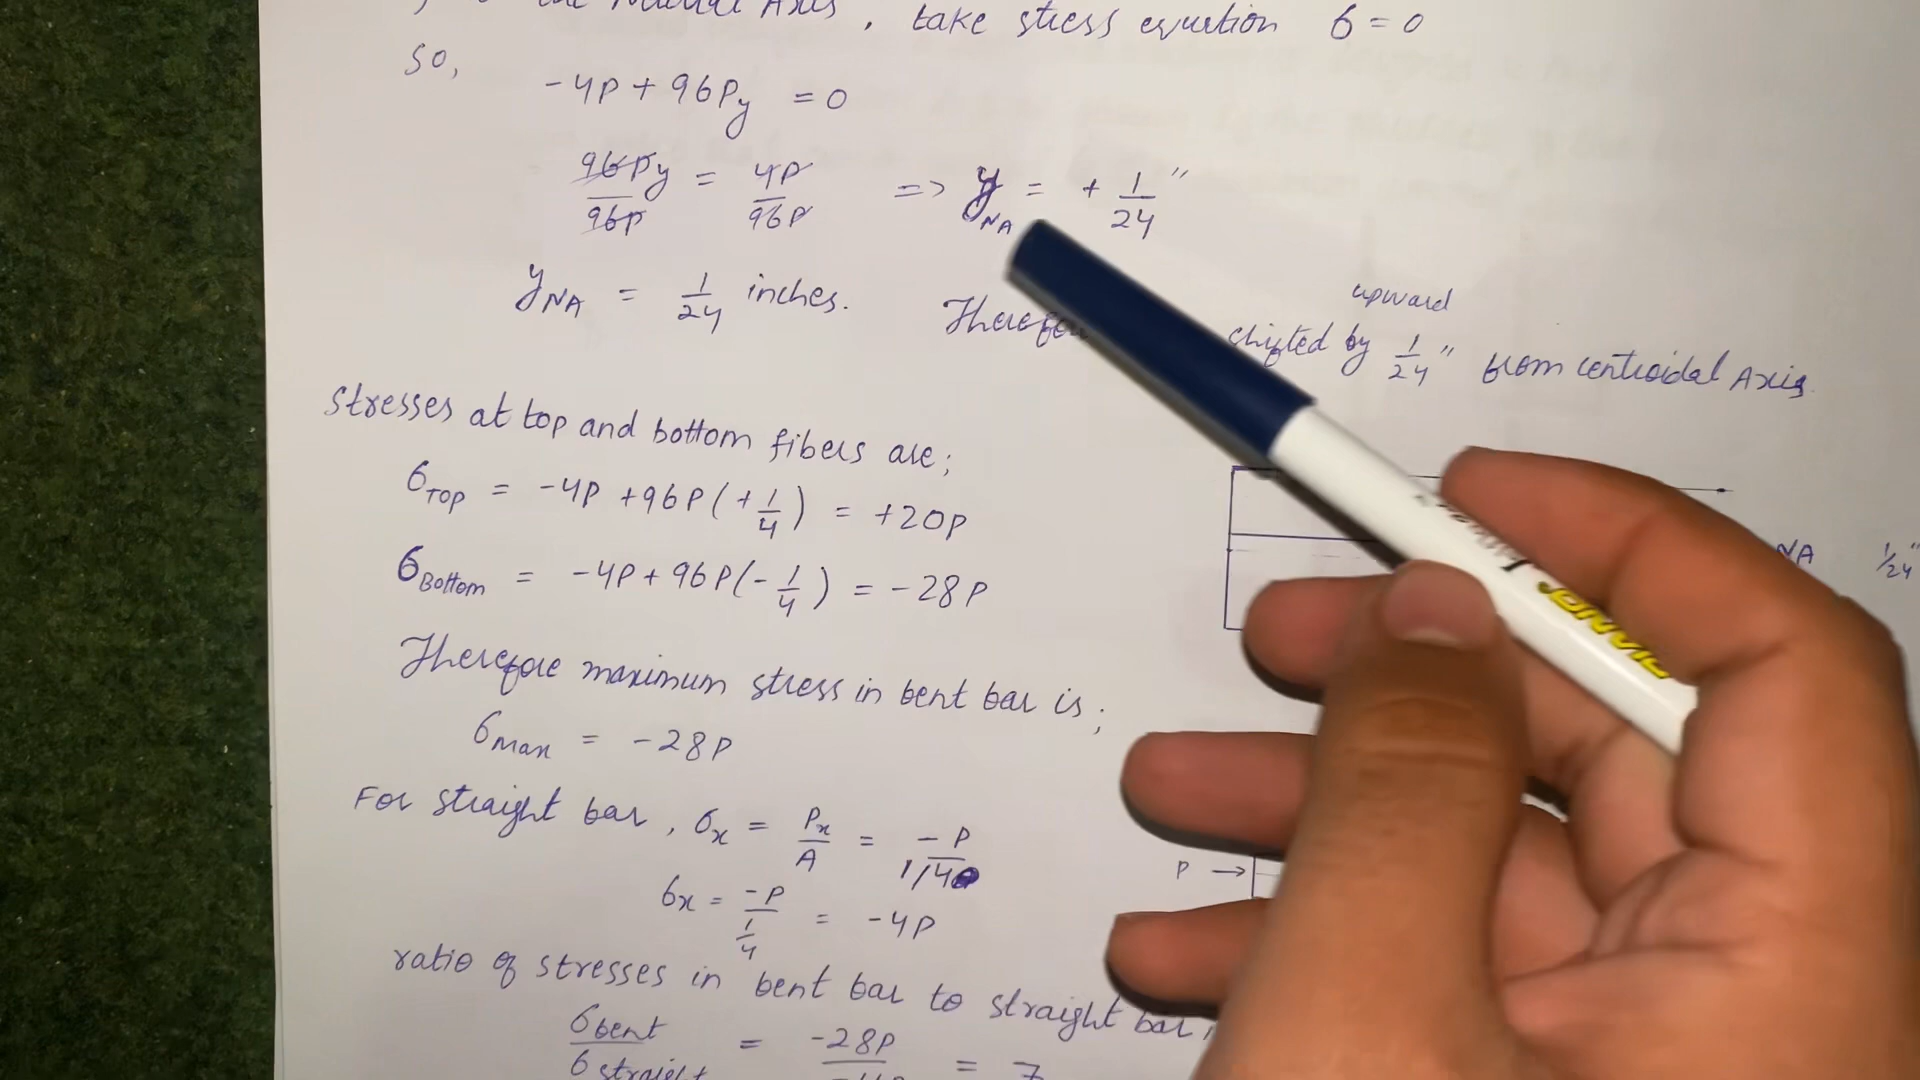 the Neutral Axis, take stress equation σ = 0
so,
-4P + 96Py = 0
96Py/96P = 4P/96P => yNA = + 1/24"
yNA = 1/24 inches.
upward
shifted by 1/24" from centroidal Axis.
Stresses at top and bottom fibers are;
σTop = -4P + 96P(+1/4) = +20P
σBottom = -4P + 96P(-1/4) = -28P
NA 1/24"
Therefore maximum stress in bent bar is;
σmax = -28P
For straight bar, σx = Px/A = -P/1/4
P →
σx = -P/1/4 = -4P
ratio of stresses in bent bar to straight bar,
σbent/σstraight = -28P = 7